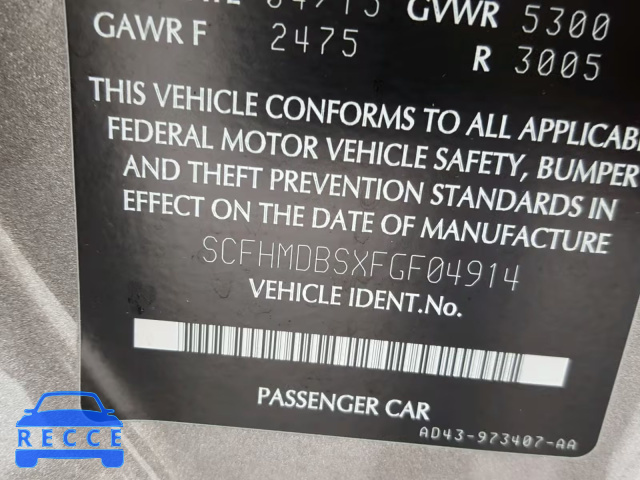 GVWR 5300
GAWR F 2475
R 3005
THIS VEHICLE CONFORMS TO ALL APPLICABLE
FEDERAL MOTOR VEHICLE SAFETY, BUMPER
AND THEFT PREVENTION STANDARDS IN
EFFECT ON THE DATE OF MANUFACTURE
SCFHMDBSXFGF04914
VEHICLE IDENT.No.
PASSENGER CAR
AD43-973407-AA
RECCE